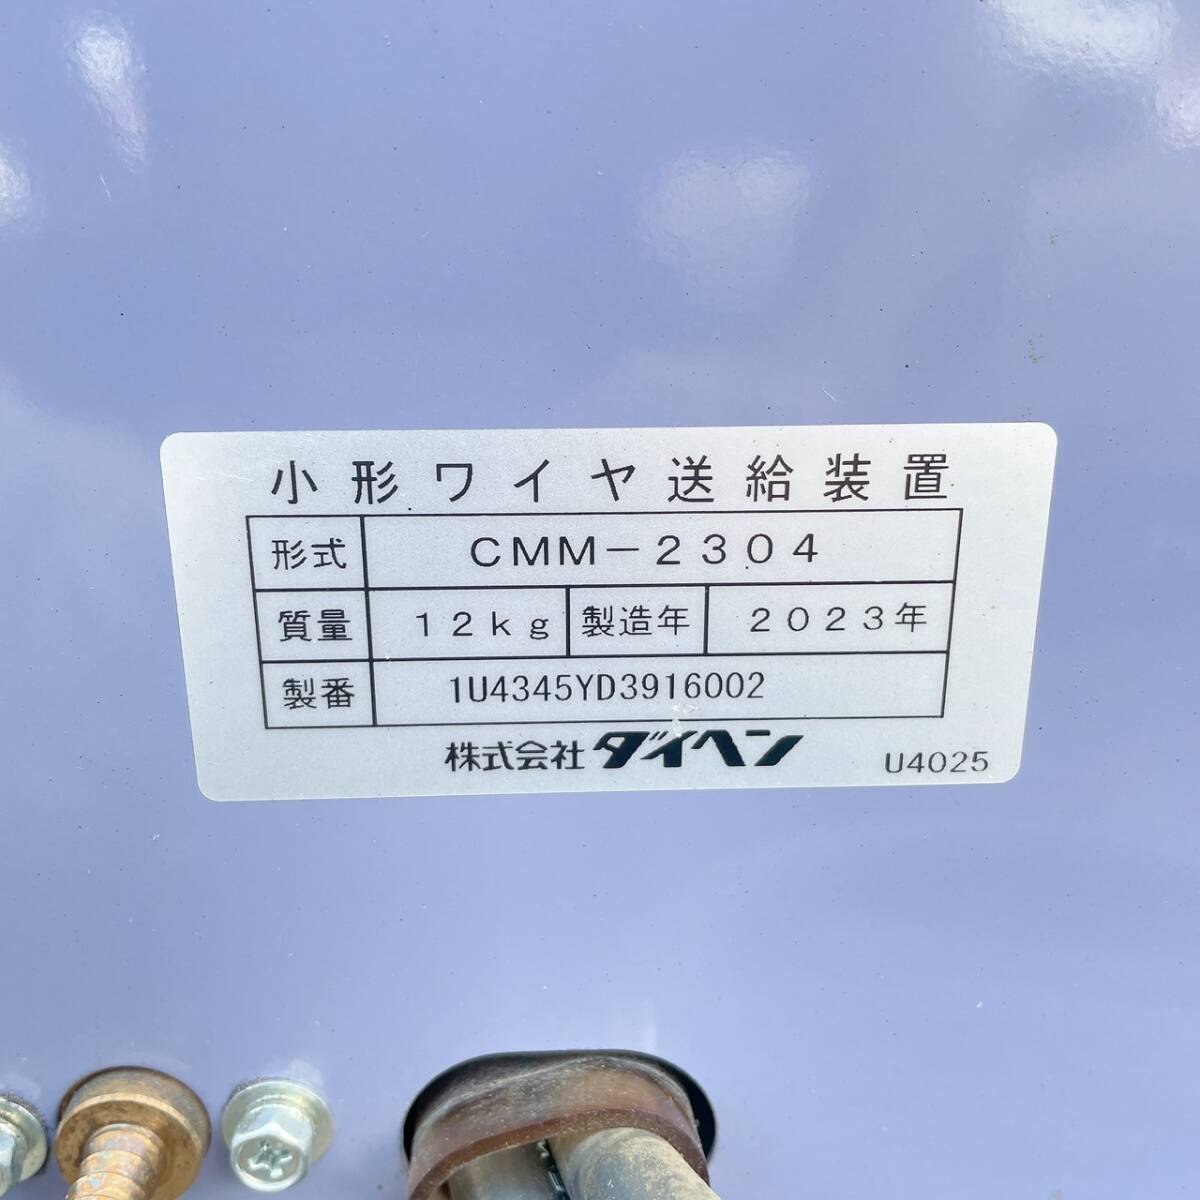 小形ワイヤ送給装置
形式 CMM-2304
質量 12kg 製造年 2023年
製番 1U4345YD3916002
株式会社ダイヘン U4025